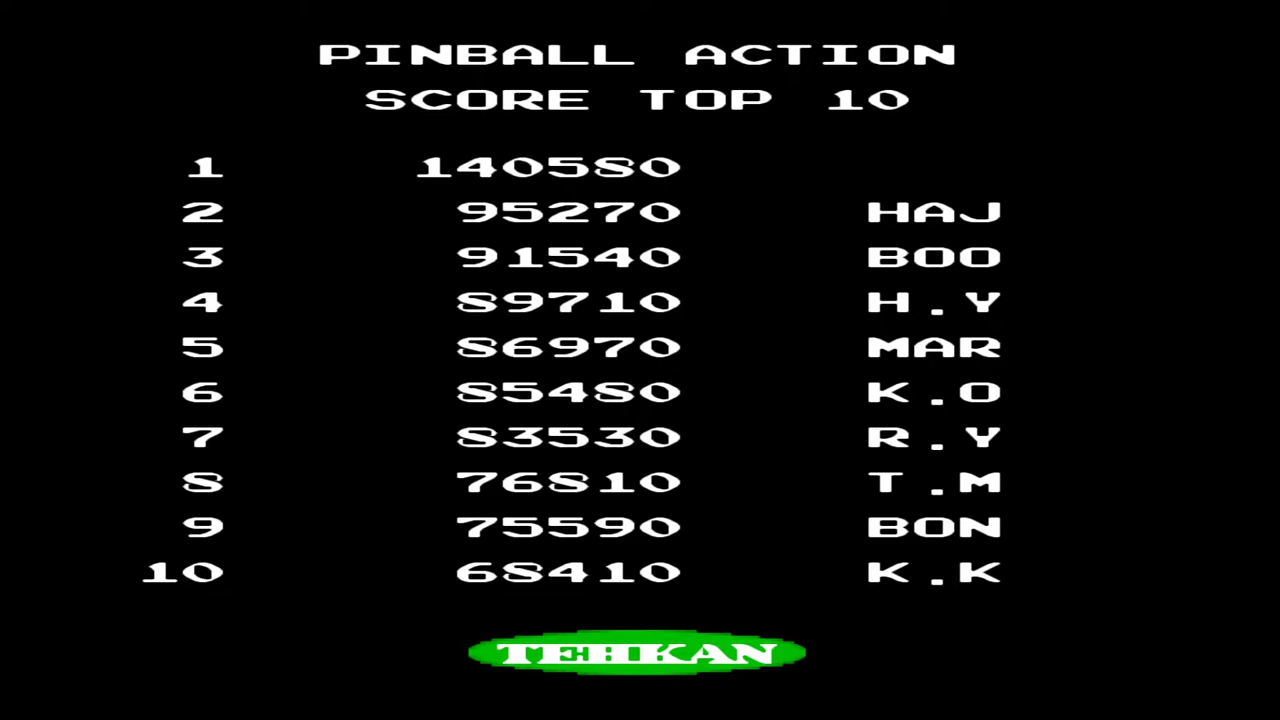 PINBALL ACTION
SCORE TOP 10
1 140580
2 95270 HAJ
3 91540 BOO
4 89710 H.Y
5 86970 MAR
6 85480 K.O
7 83530 R.Y
8 76810 T.M
9 75590 BON
10 68410 K.K
TEHKAN